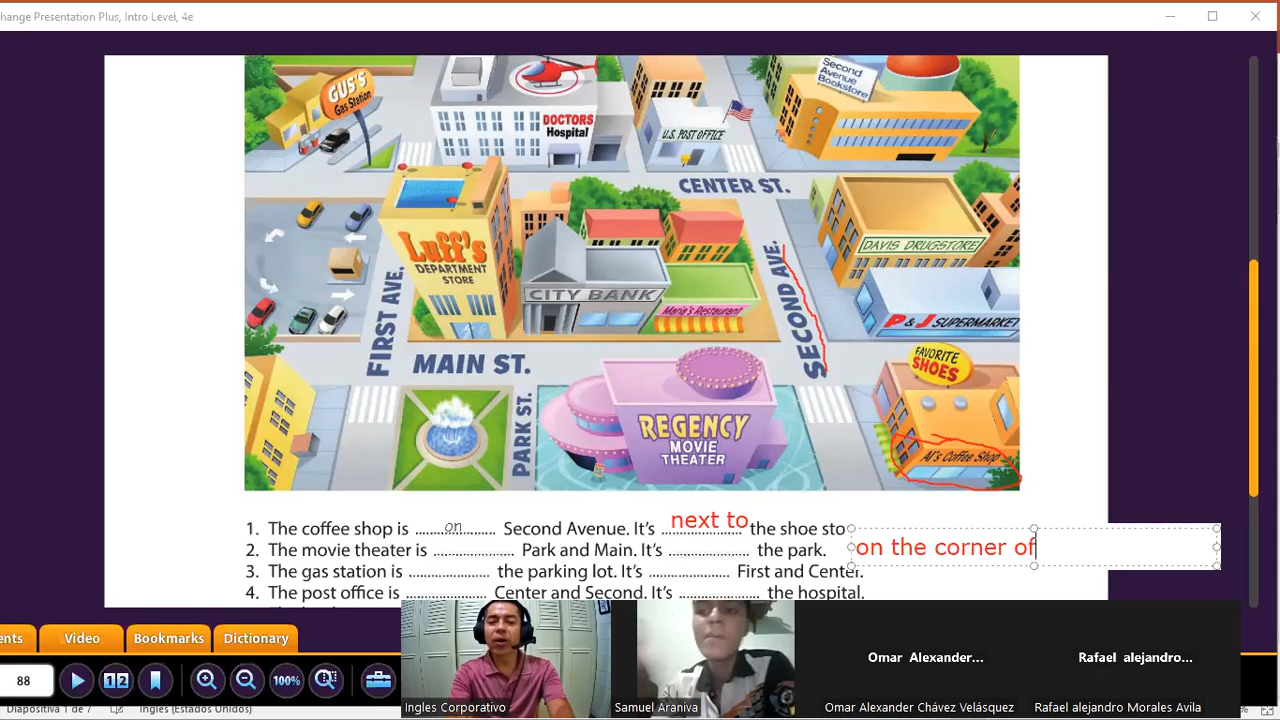 hange Presentation Plus, Intro Level, 4e
GUS'S
Gas Station
DOCTORS
Hospital
U.S. POST OFFICE
Second
Avenue
Bookstore
CENTER ST.
Luff's
DEPARTMENT
STORE
CITY BANK
Maria's Restaurant
DAVIS DRUGSTORE
P & J SUPERMARKET
FIRST AVE.
SECOND AVE.
MAIN ST.
PARK ST.
FAVORITE
SHOES
REGENCY
MOVIE
THEATER
Al's Coffee Shop
1. The coffee shop is ....on.... Second Avenue. It's next to the shoe sto
2. The movie theater is .................... Park and Main. It's .................... the park.
on the corner of
3. The gas station is .................... the parking lot. It's .................... First and Center.
4. The post office is .................... Center and Second. It's .................... the hospital.
ents Video Bookmarks Dictionary
88 12 100%
Diapositiva 1 de 7 Inglés (Estados Unidos)
Ingles Corporativo
Samuel Araniva
Omar Alexander...
Omar Alexander Chávez Velásquez
Rafael alejandro...
Rafael alejandro Morales Avila